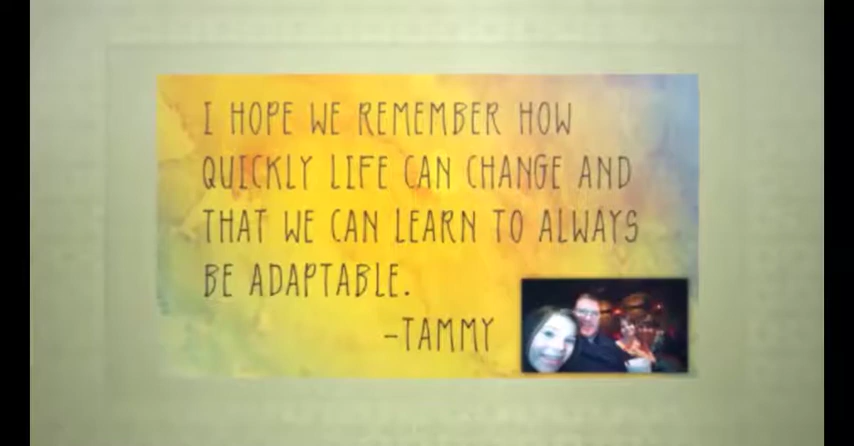 I HOPE WE REMEMBER HOW
QUICKLY LIFE CAN CHANGE AND
THAT WE CAN LEARN TO ALWAYS
BE ADAPTABLE.
-TAMMY